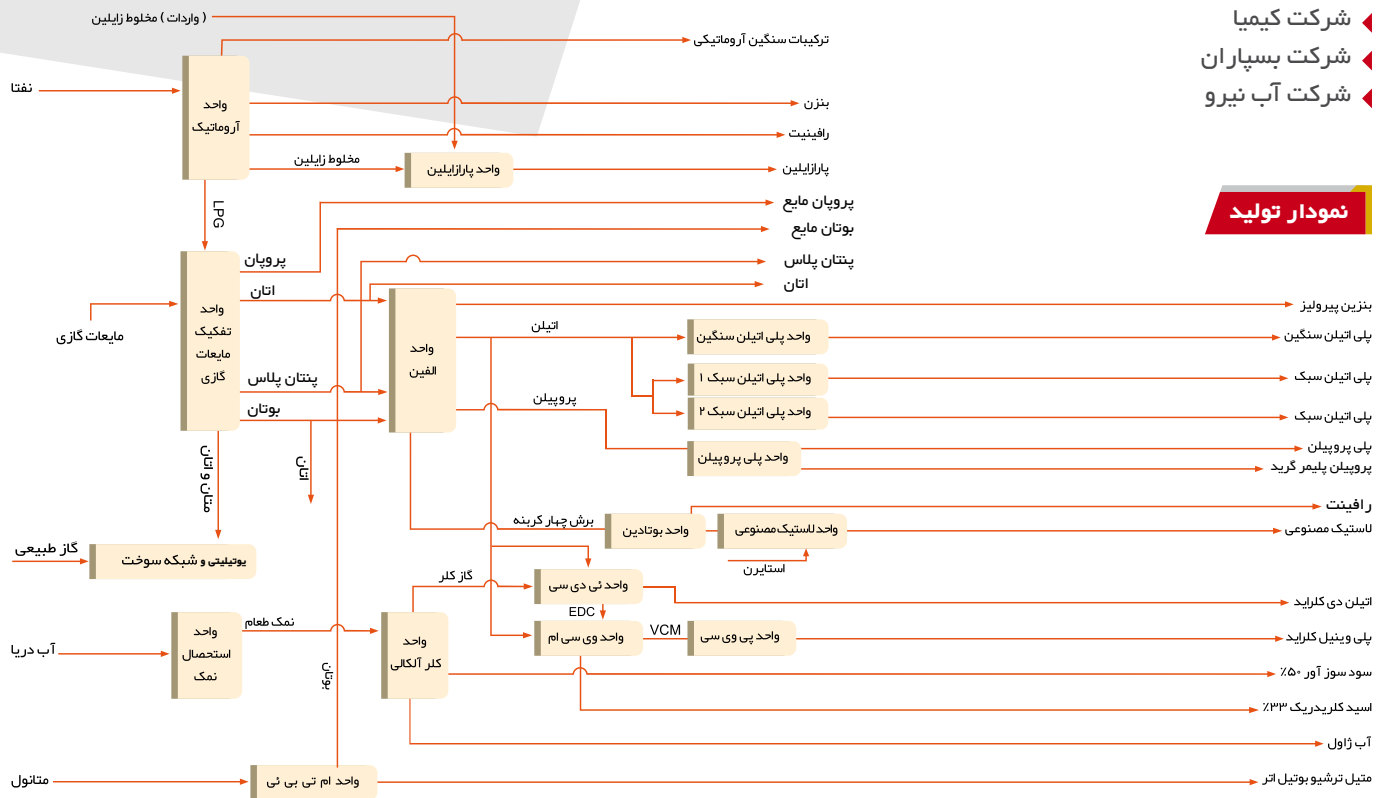 شرکت کیمیا
شرکت بسپاران
شرکت آب نیرو
نمودار تولید
( واردات ) مخلوط زایلین
ترکیبات سنگین آروماتیکی
نفتا
واحد
آروماتیک
بنزن
رافینیت
مخلوط زایلین
واحد پارازایلین
پارازایلین
LPG
پروپان مایع
بوتان مایع
پنتان پلاس
اتان
پروپان
اتان
واحد
تفکیک
مایعات
گازی
مایعات گازی
پنتان پلاس
بوتان
متان و اتان
اتان
واحد
الفین
بنزین پیرولیز
اتیلن
واحد پلی اتیلن سنگین
پلی اتیلن سنگین
واحد پلی اتیلن سبک ۱
پلی اتیلن سبک
واحد پلی اتیلن سبک ۲
پلی اتیلن سبک
پروپیلن
واحد پلی پروپیلن
پلی پروپیلن
پروپیلن پلیمر گرید
رافینت
برش چهار کربنه
واحد بوتادین
واحد لاستیک مصنوعی
لاستیک مصنوعی
استایرن
گاز طبیعی
یوتیلیتی و شبکه سوخت
گاز کلر
واحد ئی دی سی
اتیلن دی کلراید
EDC
واحد وی سی ام
VCM
واحد پی وی سی
پلی وینیل کلراید
آب دریا
واحد
استحصال
نمک
نمک طعام
واحد
کلر آلکالی
سود سوز آور ۵۰٪
اسید کلریدریک ۳۳٪
آب ژاول
بوتان
متانول
واحد ام تی بی ئی
متیل ترشیو بوتیل اتر